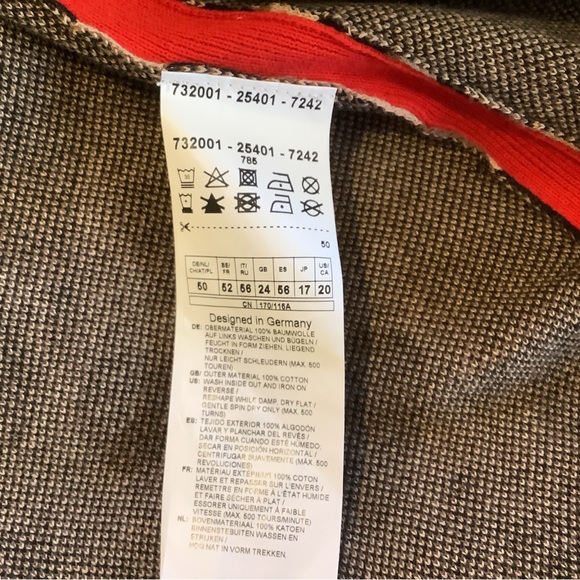 732001 - 25401 - 7242
732001 - 25401 - 7242
785
50
DE/NL/ BE/ IT/ GB ES JP US/
CH/AT/PL FR RU CA
50 52 56 24 56 17 20
CN 170/116A
Designed in Germany
DE: OBERMATERIAL 100% BAUMWOLLE
AUF LINKS WASCHEN UND BÜGELN /
FEUCHT IN FORM ZIEHEN, LIEGEND
TROCKNEN /
NUR LEICHT SCHLEUDERN (MAX. 500
TOUREN)
GB/ OUTER MATERIAL 100% COTTON
US: WASH INSIDE OUT AND IRON ON
REVERSE /
RESHAPE WHILE DAMP, DRY FLAT /
GENTLE SPIN DRY ONLY (MAX. 500
TURNS)
ES: TEJIDO EXTERIOR 100% ALGODÓN
LAVAR Y PLANCHAR DEL REVÉS /
DAR FORMA CUANDO ESTÉ HÚMEDO,
SECAR EN POSICIÓN HORIZONTAL /
CENTRIFUGAR SUAVEMENTE (MÁX. 500
REVOLUCIONES)
FR: MATÉRIAU EXTÉRIEUR 100% COTON
LAVER ET REPASSER SUR L'ENVERS /
REMETTRE EN FORME À L'ÉTAT HUMIDE
ET FAIRE SÉCHER À PLAT /
ESSORER UNIQUEMENT À FAIBLE
VITESSE (MAX. 500 TOURS/MINUTE)
NL: BOVENMATERIAAL 100% KATOEN
BINNENSTEBUITEN WASSEN EN
STRIJKEN /
NAT IN VORM TREKKEN,